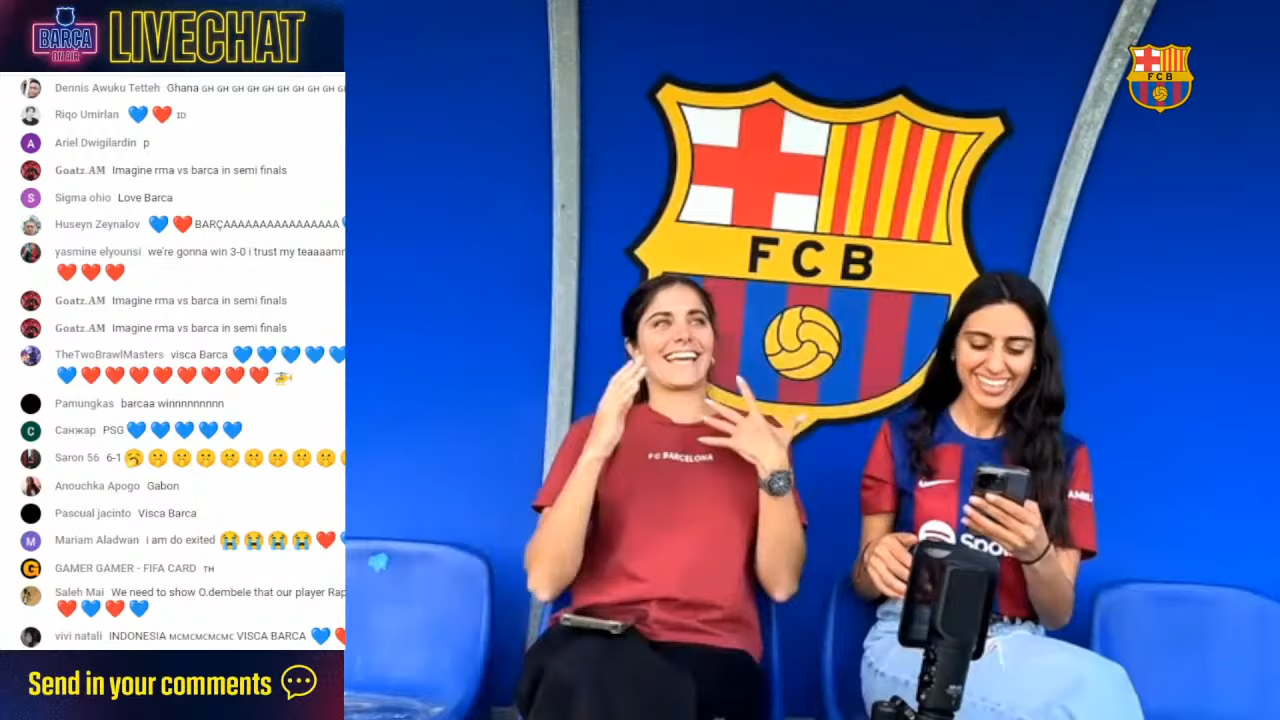 BARÇA
ON AIR
LIVECHAT
Dennis Awuku Tetteh Ghana GH GH GH GH GH GH GH GH GH
Riqo Umirlan 💙 ❤️ ID
A Ariel Dwigilardin p
Goatz.AM Imagine rma vs barca in semi finals
S Sigma ohio Love Barca
Huseyn Zeynalov 💙 ❤️ BARÇAAAAAAAAAAAAAAAA
yasmine elyounsi we're gonna win 3-0 i trust my teaaaamr
❤️ ❤️ ❤️
Goatz.AM Imagine rma vs barca in semi finals
Goatz.AM Imagine rma vs barca in semi finals
TheTwoBrawlMasters visca Barca 💙 💙 💙 💙 💙
💙 ❤️ ❤️ ❤️ ❤️ ❤️ ❤️ ❤️ ❤️ 🚁
Pamungkas barcaa winnnnnnnnn
C Санжар PSG 💙 💙 💙 💙 💙
Saron 56 6-1 🥱 🤫 🤫 🤫 🤫 🤫 🤫 🤫 🤫
Anouchka Apogo Gabon
Pascual jacinto Visca Barca
M Mariam Aladwan i am do exited 😭 😭 😭 😭 ❤️ 💙
G GAMER GAMER - FIFA CARD TH
Saleh Mai We need to show O.dembele that our player Rap
❤️ 💙 ❤️ 💙
vivi natali INDONESIA MCMCMCMCMC VISCA BARCA 💙 ❤️
Send in your comments
FCB
FCB
FC BARCELONA
Spo